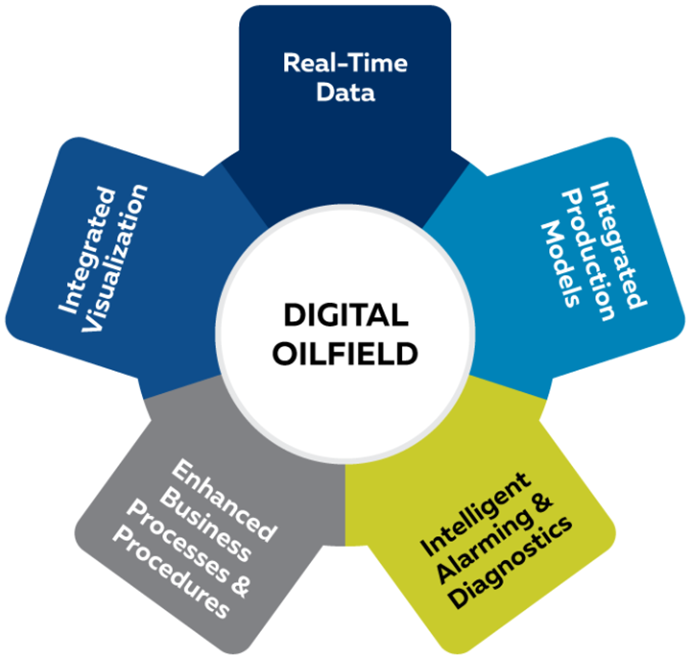 Real-Time
Data
Integrated
Production
Models
Intelligent
Alarming &
Diagnostics
Enhanced
Business
Processes &
Procedures
Integrated
Visualization
DIGITAL
OILFIELD